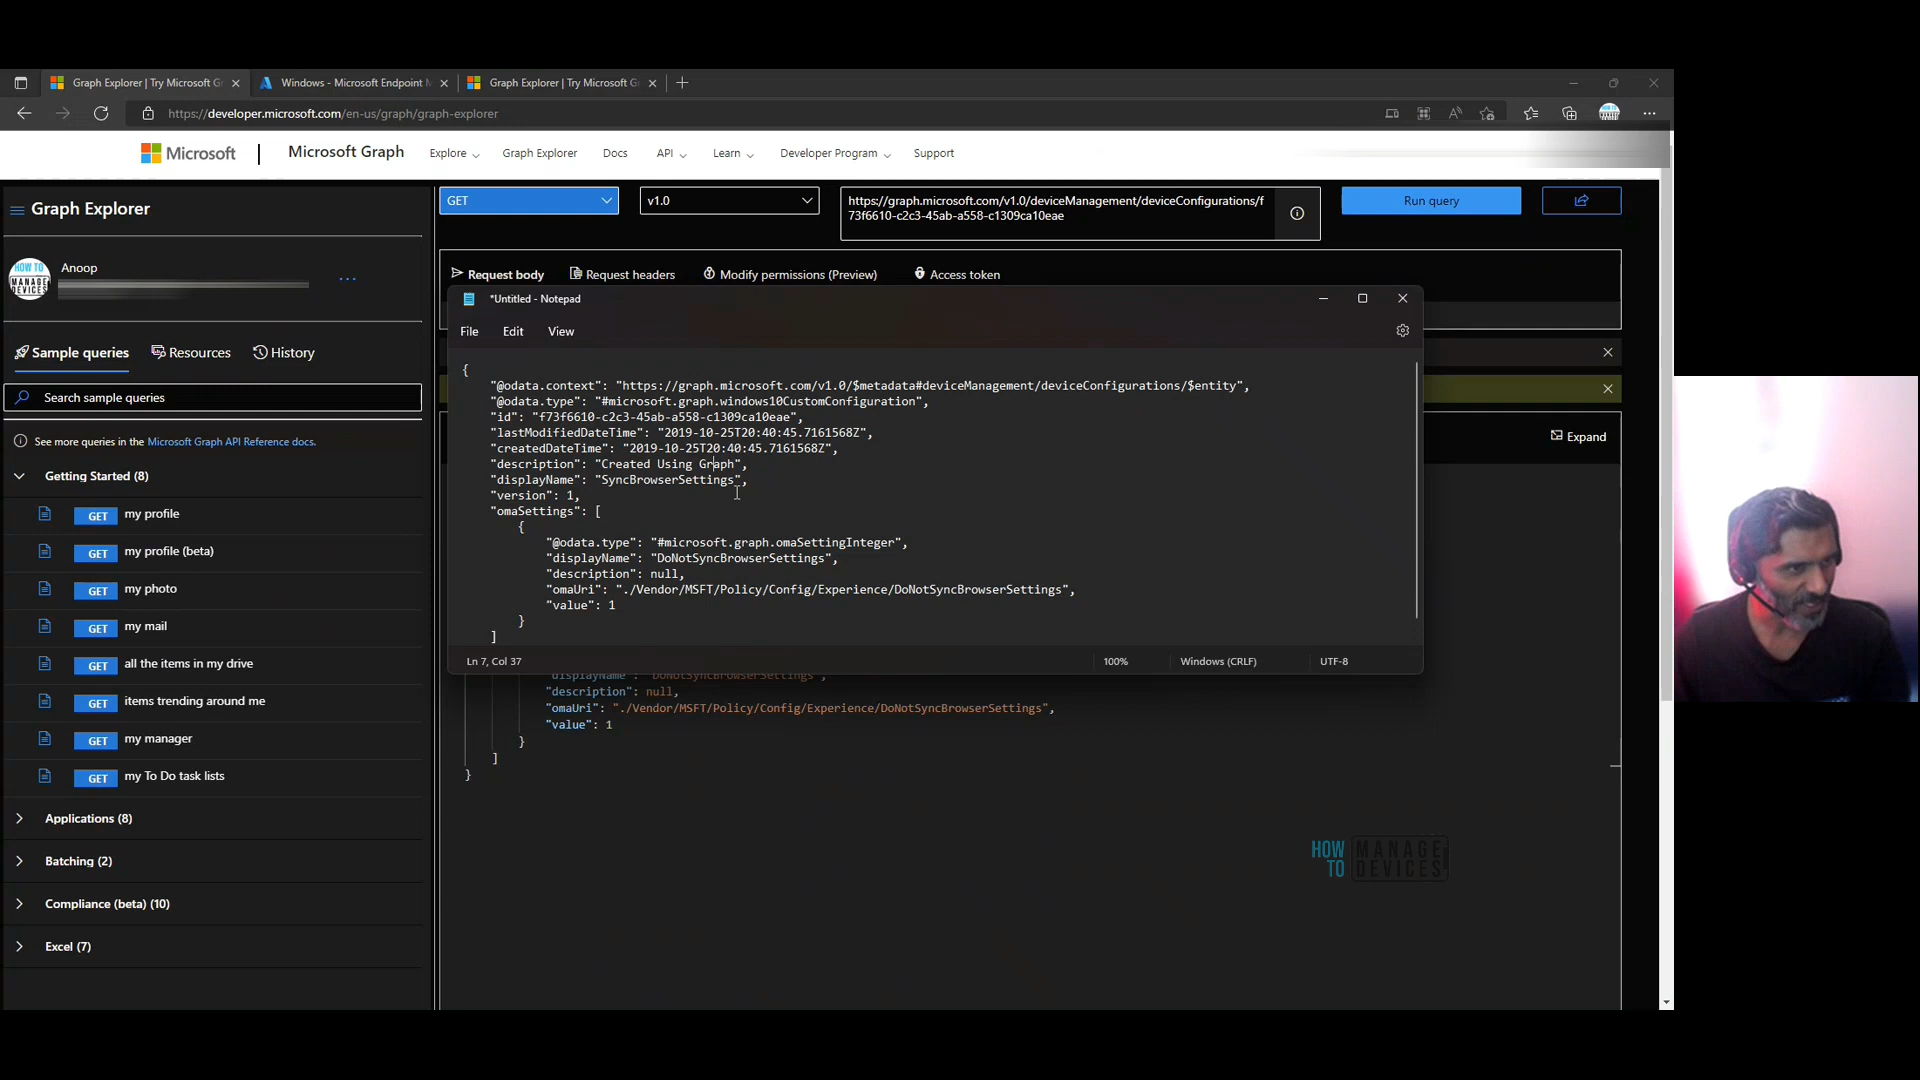 Graph Explorer | Try Microsoft G
Windows - Microsoft Endpoint M
Graph Explorer | Try Microsoft G
https://developer.microsoft.com/en-us/graph/graph-explorer
Microsoft
Microsoft Graph
Explore
Graph Explorer
Docs
API
Learn
Developer Program
Support
Graph Explorer
GET
v1.0
https://graph.microsoft.com/v1.0/deviceManagement/deviceConfigurations/f
73f6610-c2c3-45ab-a558-c1309ca10eae
Run query
HOW TO
MANAGE
DEVICES
Anoop
...
Request body
Request headers
Modify permissions (Preview)
Access token
*Untitled - Notepad
File
Edit
View
Sample queries
Resources
History
Search sample queries
See more queries in the Microsoft Graph API Reference docs.
Getting Started (8)
GET my profile
GET my profile (beta)
GET my photo
GET my mail
GET all the items in my drive
GET items trending around me
GET my manager
GET my To Do task lists
Applications (8)
Batching (2)
Compliance (beta) (10)
Excel (7)
{
"@odata.context": "https://graph.microsoft.com/v1.0/$metadata#deviceManagement/deviceConfigurations/$entity",
"@odata.type": "#microsoft.graph.windows10CustomConfiguration",
"id": "f73f6610-c2c3-45ab-a558-c1309ca10eae",
"lastModifiedDateTime": "2019-10-25T20:40:45.7161568Z",
"createdDateTime": "2019-10-25T20:40:45.7161568Z",
"description": "Created Using Graph",
"displayName": "SyncBrowserSettings",
"version": 1,
"omaSettings": [
{
"@odata.type": "#microsoft.graph.omaSettingInteger",
"displayName": "DoNotSyncBrowserSettings",
"description": null,
"omaUri": "./Vendor/MSFT/Policy/Config/Experience/DoNotSyncBrowserSettings",
"value": 1
}
]
Ln 7, Col 37
100%
Windows (CRLF)
UTF-8
Expand
"displayName": "DoNotSyncBrowserSettings",
"description": null,
"omaUri": "./Vendor/MSFT/Policy/Config/Experience/DoNotSyncBrowserSettings",
"value": 1
}
]
}
HOW TO
MANAGE
DEVICES